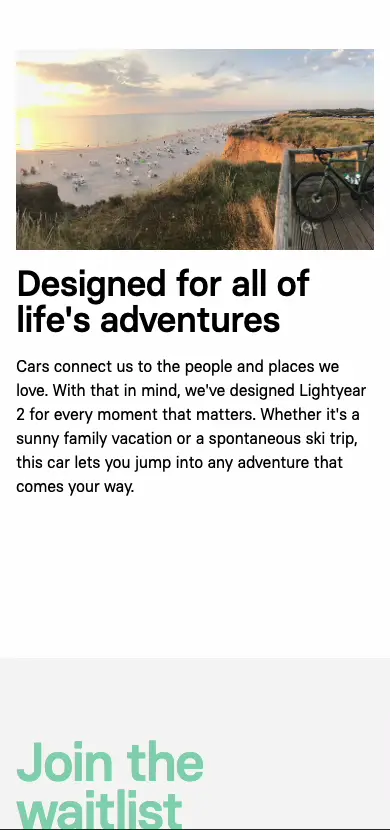 Designed for all of
life's adventures
Cars connect us to the people and places we
love. With that in mind, we've designed Lightyear
2 for every moment that matters. Whether it's a
sunny family vacation or a spontaneous ski trip,
this car lets you jump into any adventure that
comes your way.
Join the
waitlist